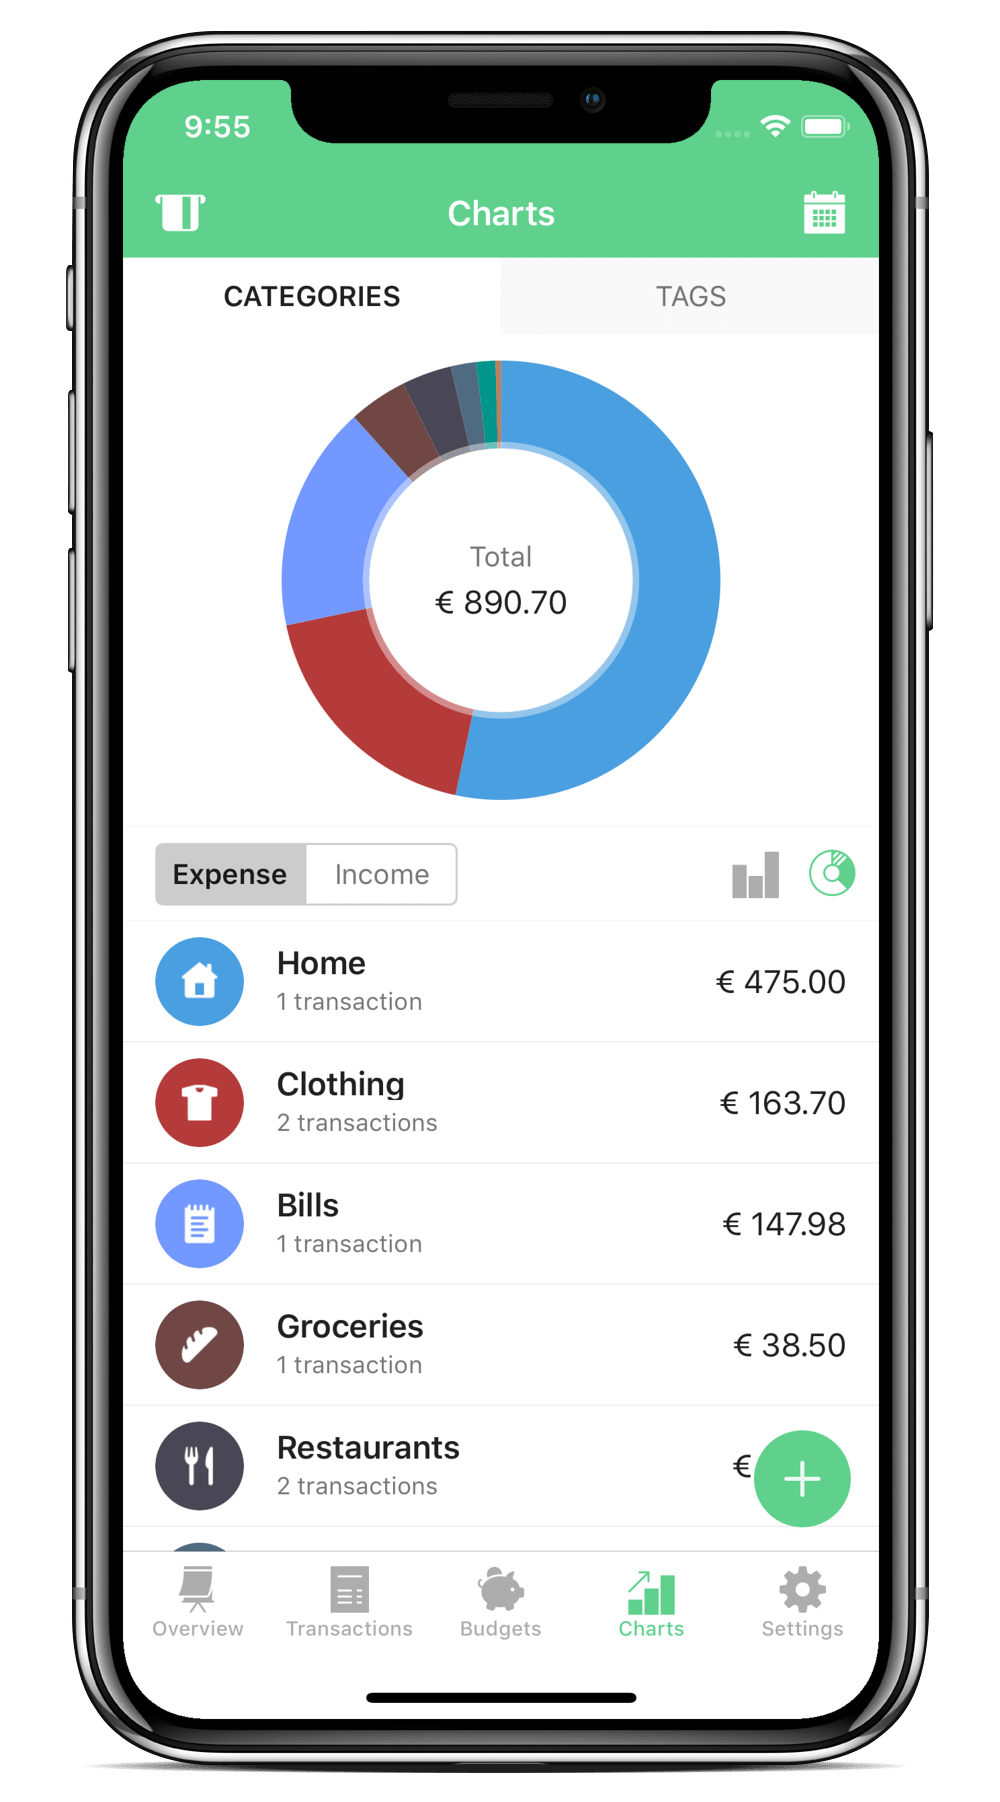 9:55
Charts
CATEGORIES
TAGS
Total
€ 890.70
Expense
Income
Home
1 transaction
€ 475.00
Clothing
2 transactions
€ 163.70
Bills
1 transaction
€ 147.98
Groceries
1 transaction
€ 38.50
Restaurants
2 transactions
€
Overview
Transactions
Budgets
Charts
Settings